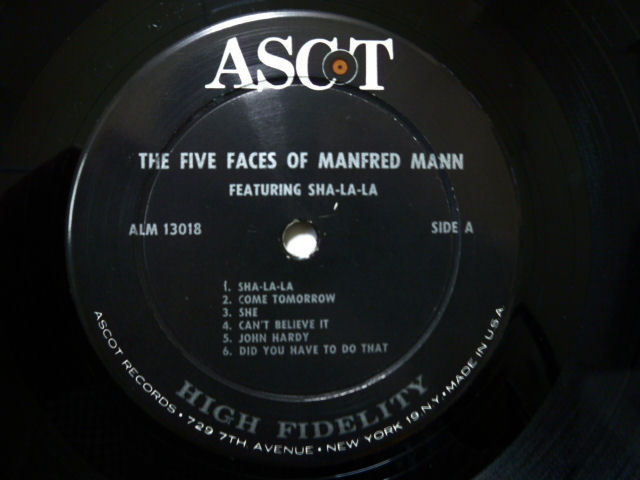 ASCOT
THE FIVE FACES OF MANFRED MANN
FEATURING SHA-LA-LA
ALM 13018
SIDE A
1. SHA-LA-LA
2. COME TOMORROW
3. SHE
4. CAN'T BELIEVE IT
5. JOHN HARDY
6. DID YOU HAVE TO DO THAT
HIGH FIDELITY
ASCOT RECORDS • 729 7TH AVENUE • NEW YORK 19 N.Y. • MADE IN U.S.A.